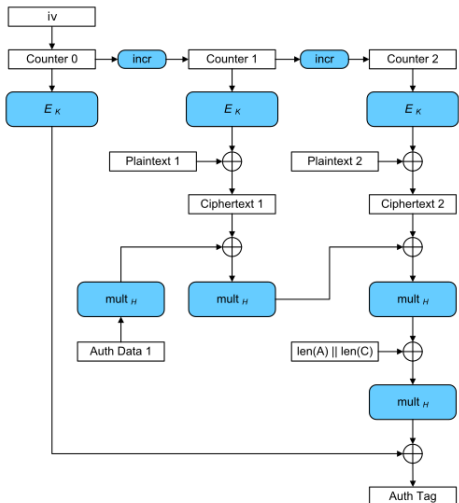 iv
Counter 0
incr
Counter 1
incr
Counter 2
E K
E K
E K
Plaintext 1
Plaintext 2
Ciphertext 1
Ciphertext 2
mult H
mult H
mult H
Auth Data 1
len(A) || len(C)
mult H
Auth Tag